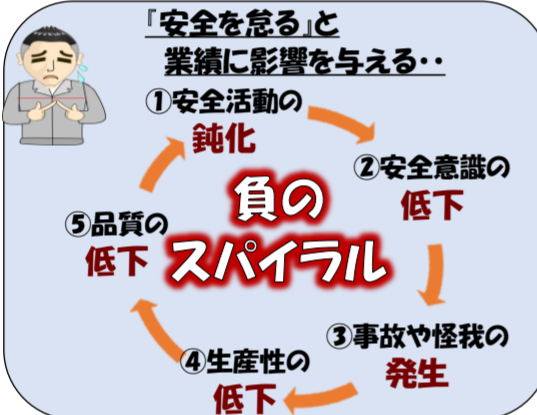 『安全を怠る』と
業績に影響を与える‥
①安全活動の
鈍化
②安全意識の
低下
③事故や怪我の
発生
④生産性の
低下
⑤品質の
低下
負の
スパイラル